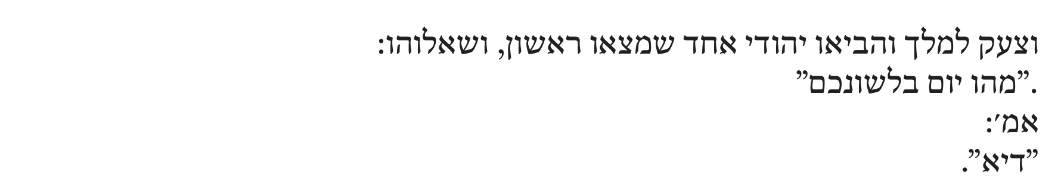 וצעק למלך והביאו יהודי אחד שמצאו ראשון, ושאלוהו:
.”מהו יום בלשונכם”
אמ׳:
”דיא”.